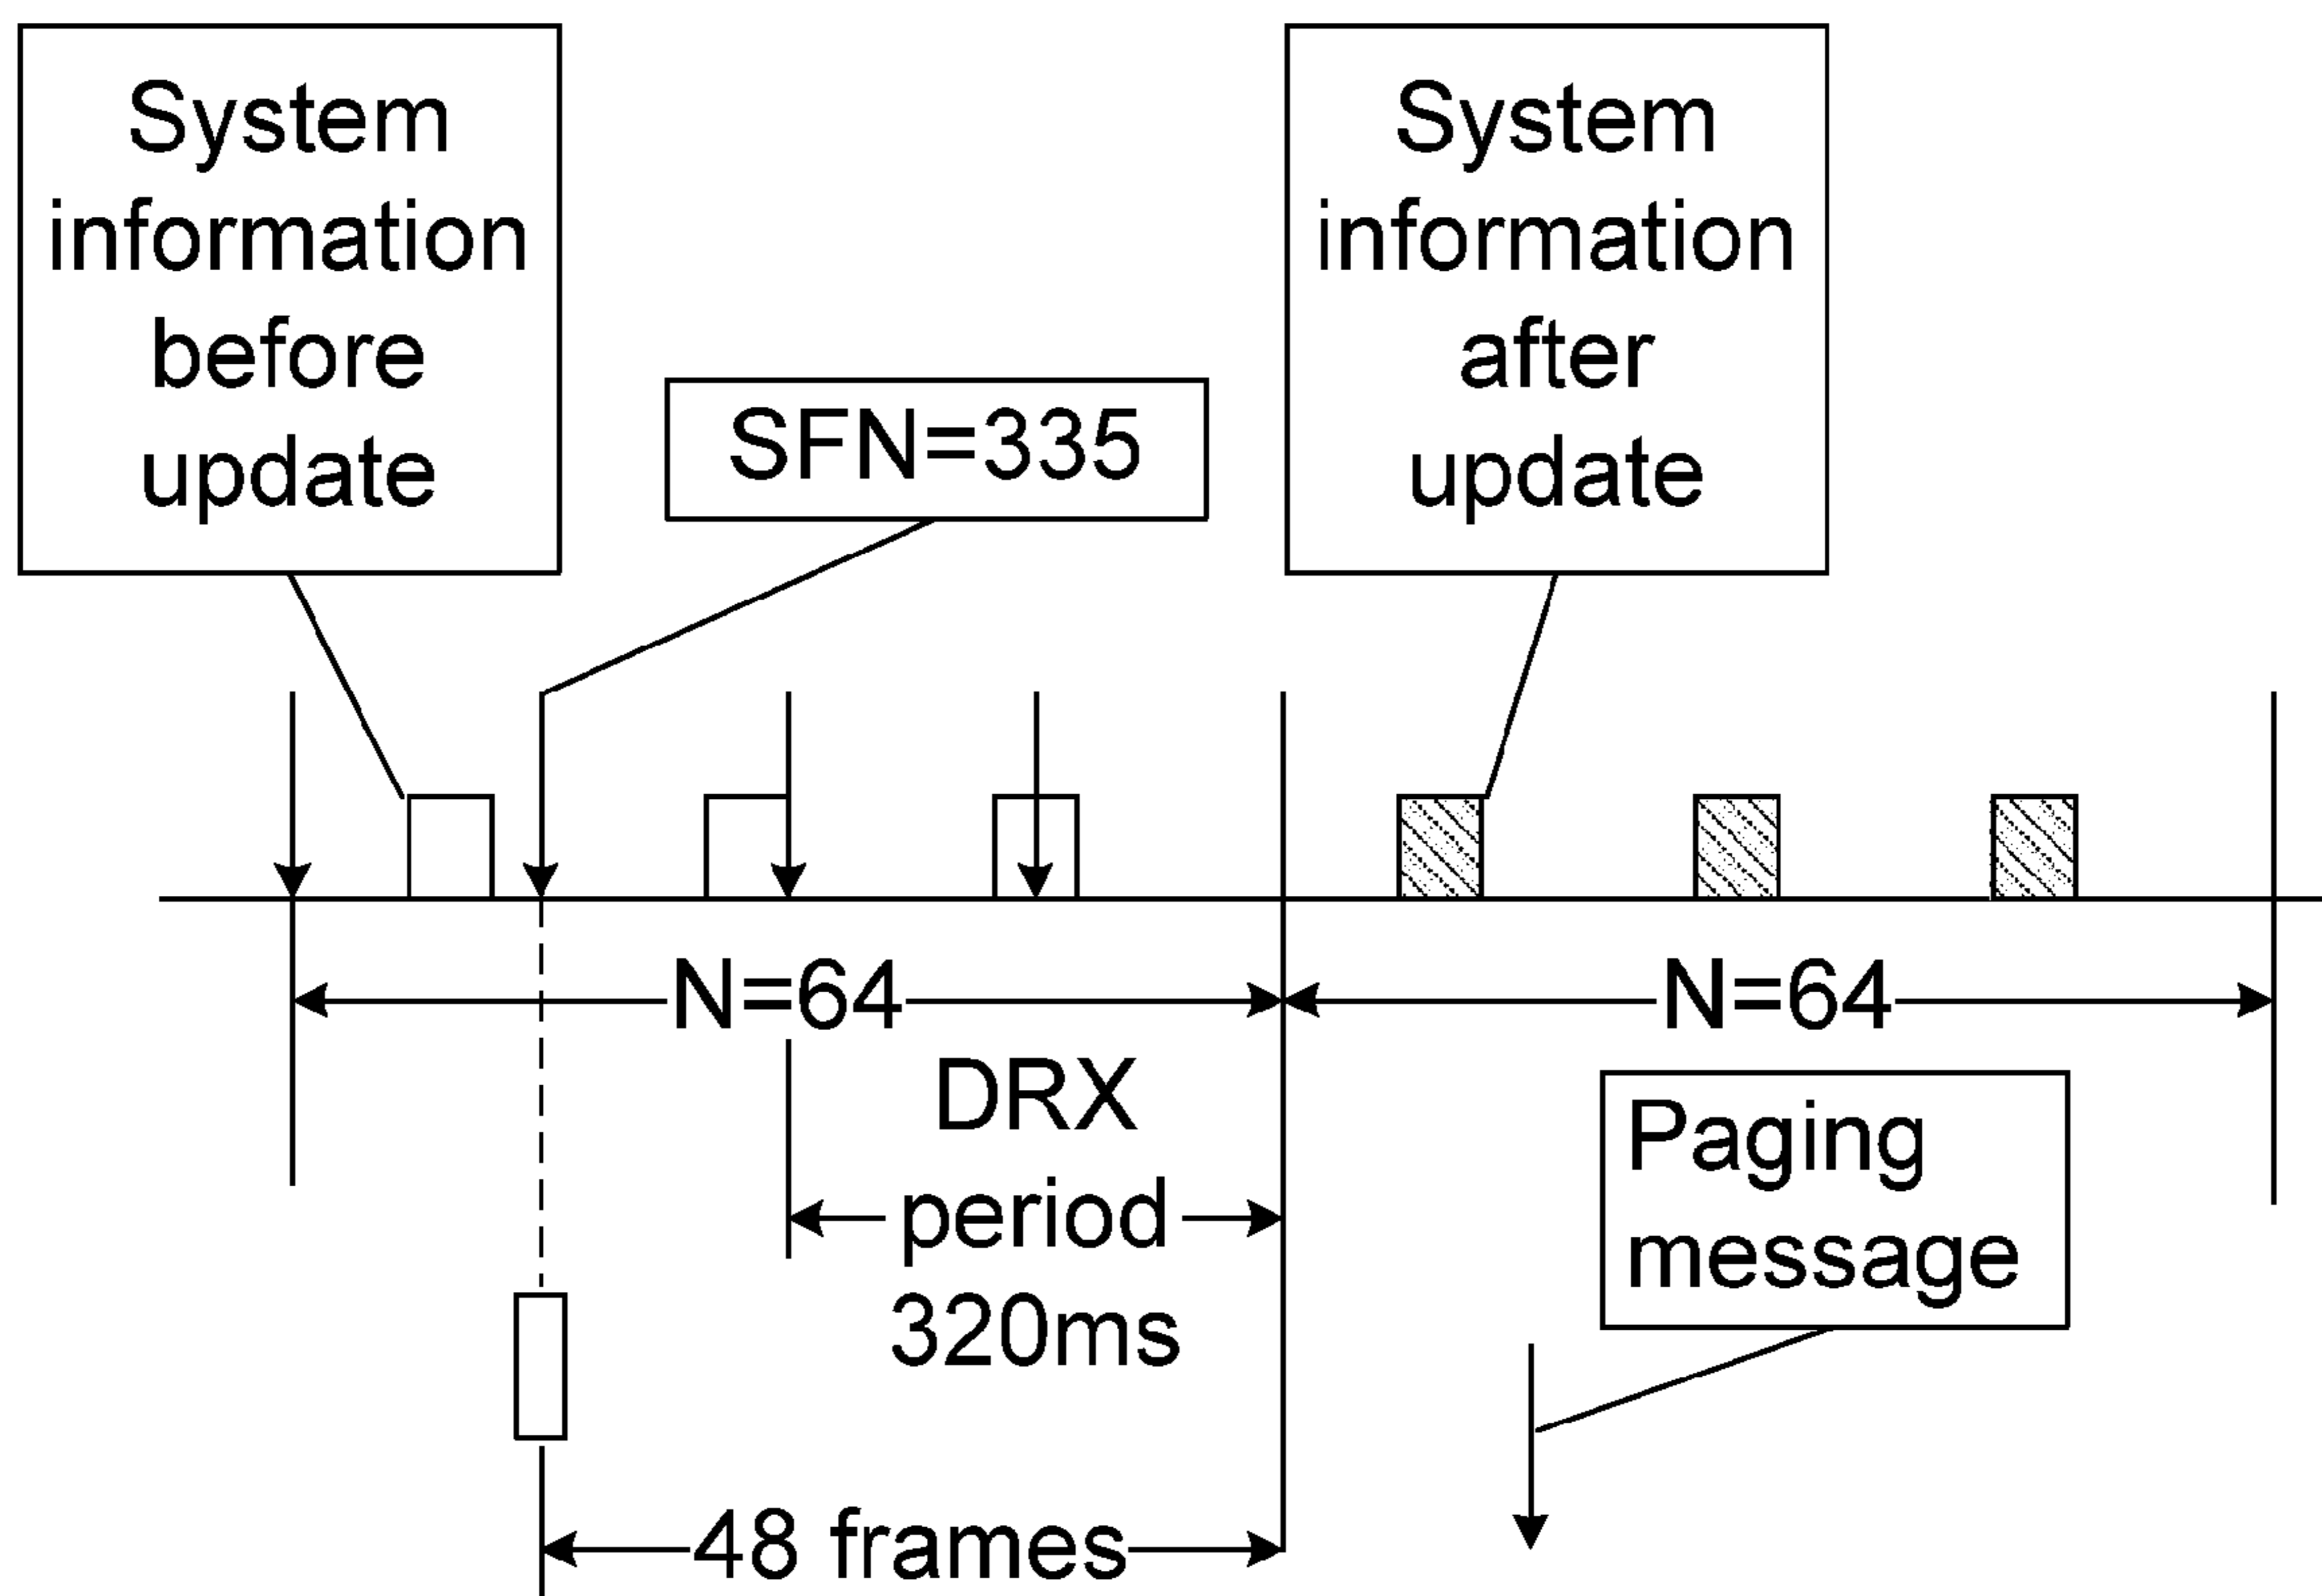 System
information
before
update
SFN=335
System
information
after
update
N=64
N=64
DRX
period
320ms
Paging
message
48 frames